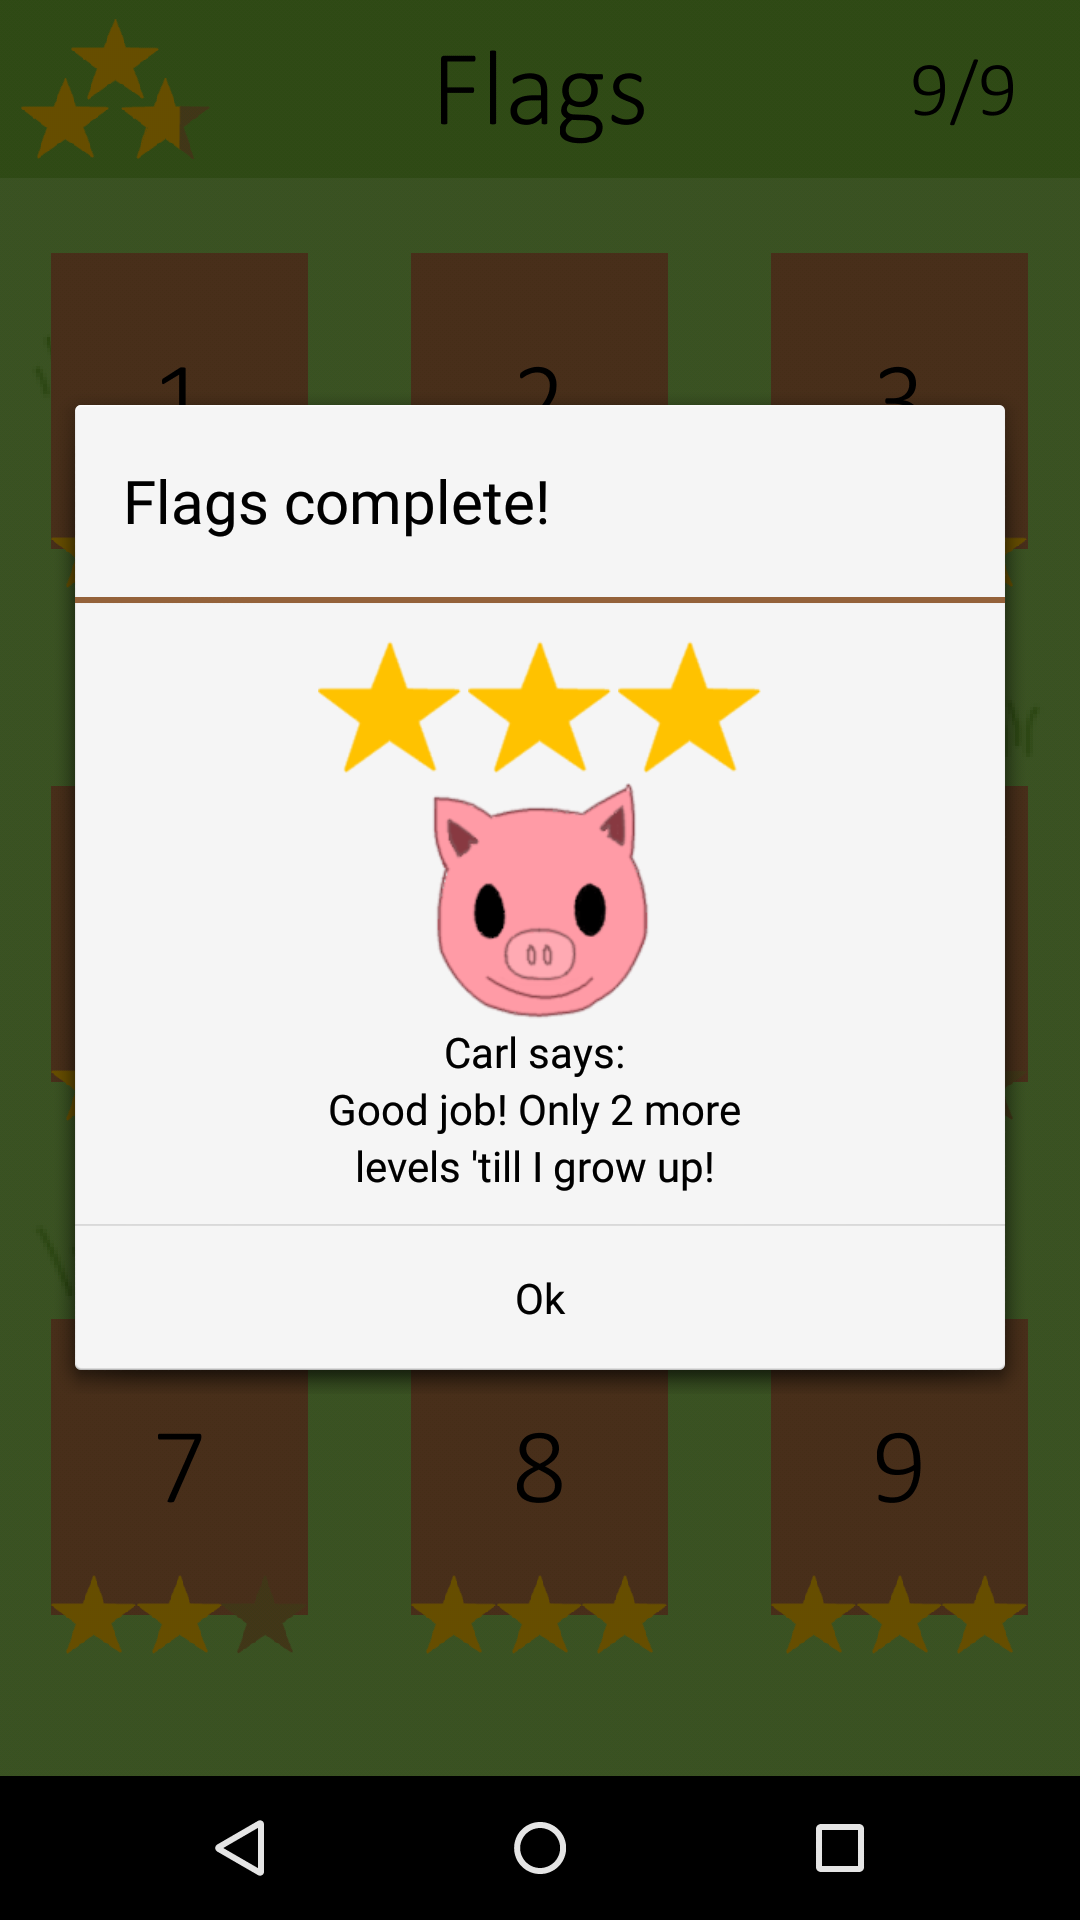 Flags
9/9
1
2
3
Flags complete!
Carl says:
Good job! Only 2 more
levels 'till I grow up!
Ok
7
8
9